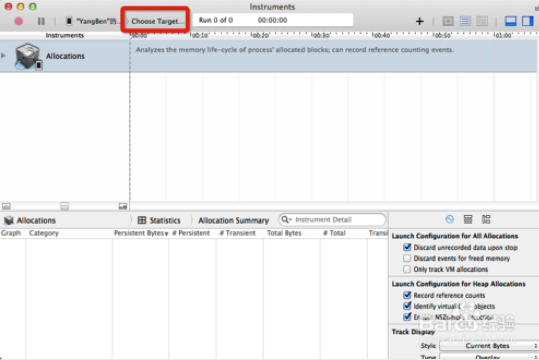 Instruments
"YangBen"的... Choose Target... Run 0 of 0 00:00:00
Instruments 00:00 00:10 00:20 00:30 00:40 00:50 01:00
Allocations
Analyzes the memory life-cycle of process' allocated blocks; can record reference counting events.
Allocations Statistics Allocation Summary Instrument Detail
Graph Category Persistent Bytes # Persistent # Transient Total Bytes # Total Transi
Launch Configuration for All Allocations
Discard unrecorded data upon stop
Discard events for freed memory
Only track VM allocations
Launch Configuration for Heap Allocations
Record reference counts
Identify virtual objects
Track Display
Style Current Bytes
Type Overlay